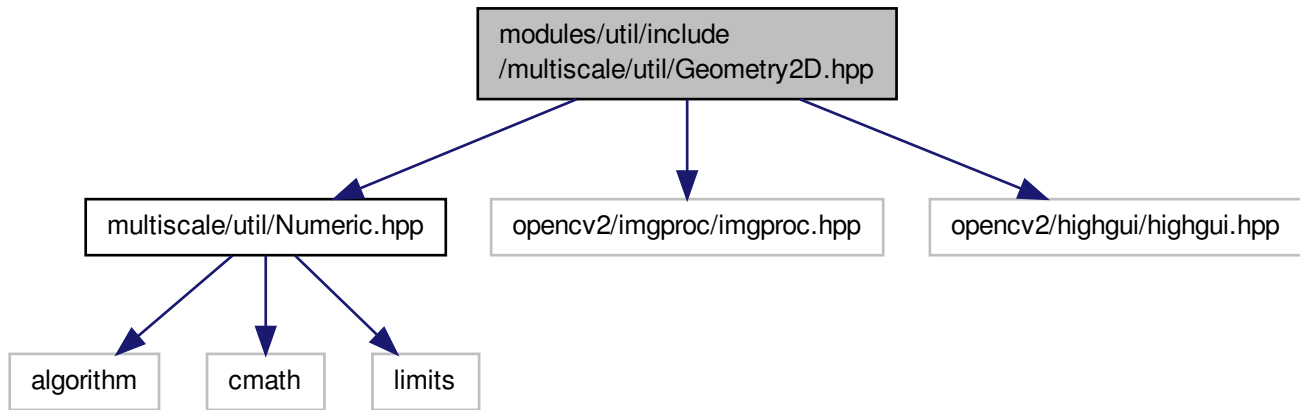 modules/util/include
/multiscale/util/Geometry2D.hpp
multiscale/util/Numeric.hpp
opencv2/imgproc/imgproc.hpp
opencv2/highgui/highgui.hpp
algorithm
cmath
limits